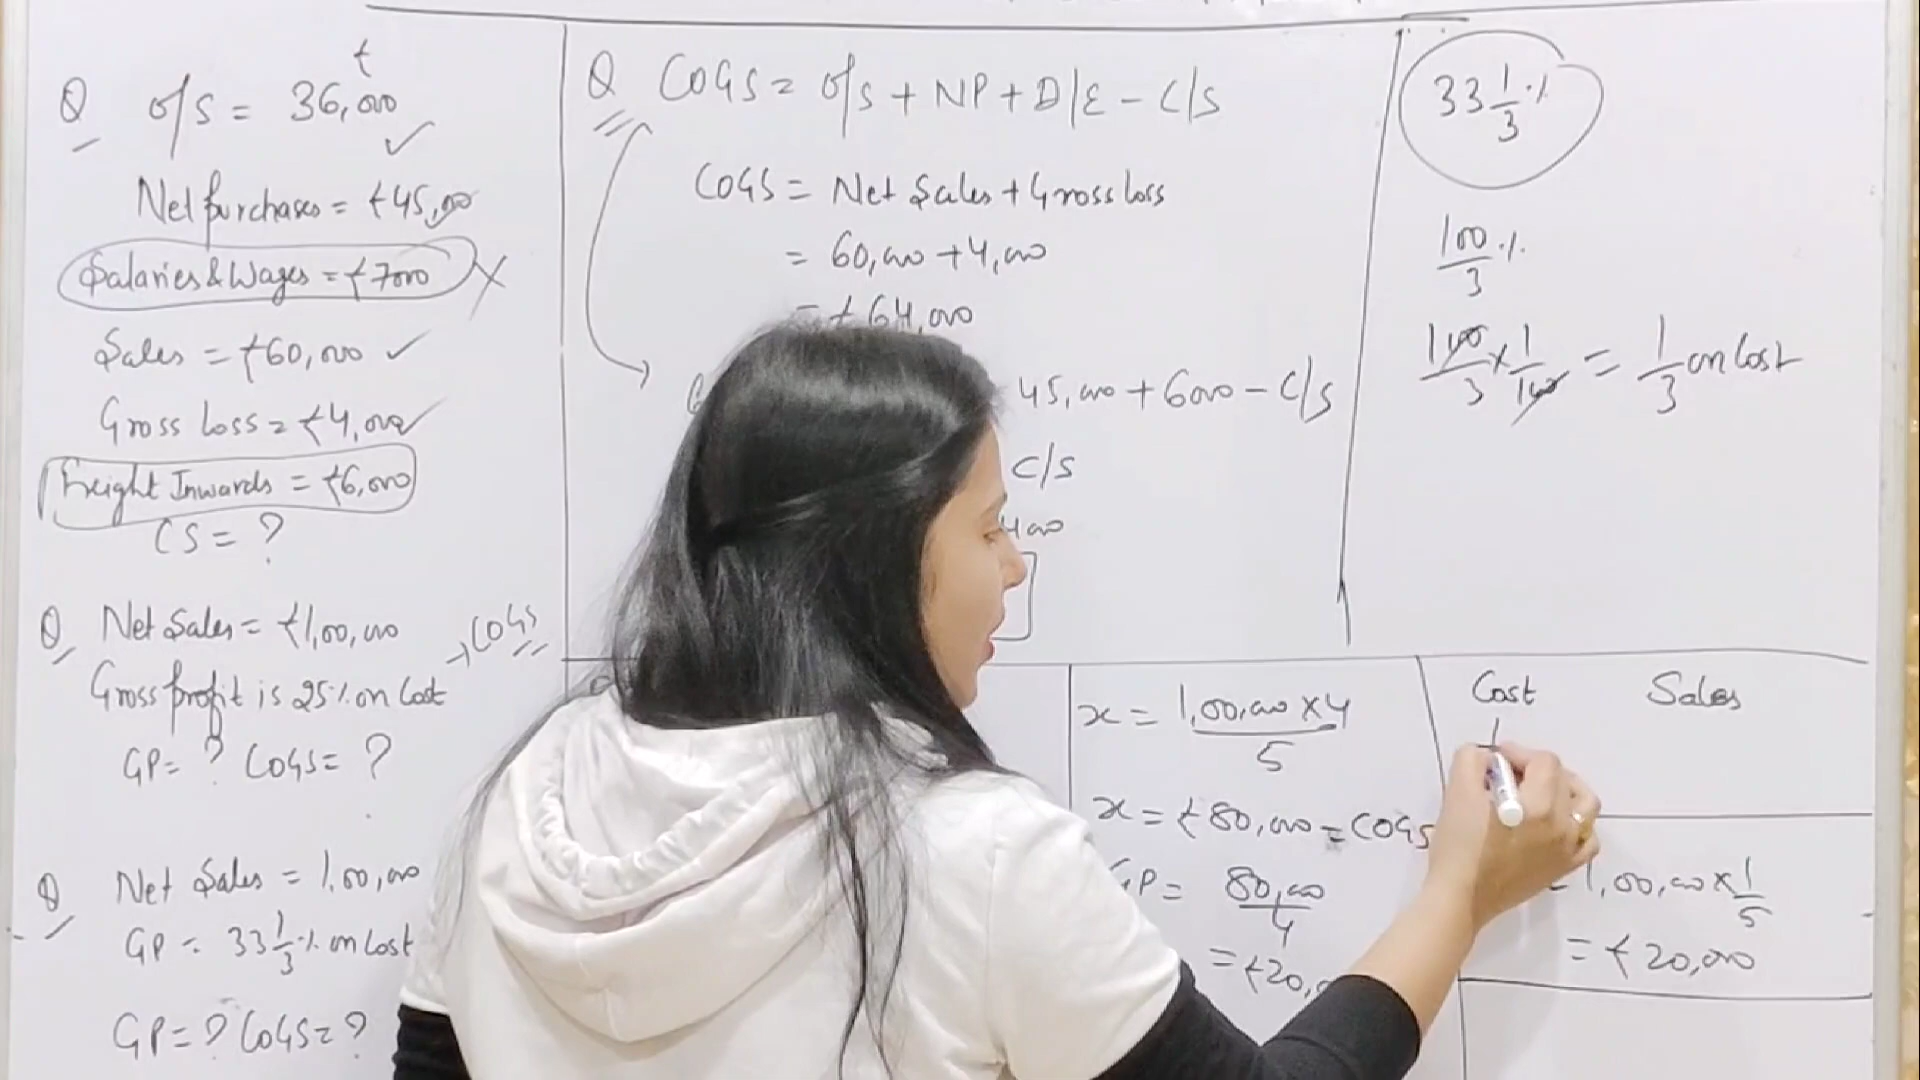 Q O/S = ₹36,000
Net purchases = ₹45,000
Salaries & Wages = ₹7000
Sales = ₹60,000
Gross Loss = ₹4,000
Freight Inwards = ₹6,000
CS = ?
Q Net Sales = ₹1,00,000
→ COGS
Gross profit is 25% on Cost
GP = ? COGS = ?
Q Net Sales = 1,00,000
GP = 33 1/3 % on Cost
GP = ? COGS = ?
Q COGS = O/S + NP + D/E - C/S
COGS = Net Sales + Gross loss
= 60,000 + 4,000
= ₹64,000
45,000 + 6000 - C/S
C/S
33 1/3 %
100/3 %
100/3 × 1/100 = 1/3 on Cost
x = 1,00,000 × 4 / 5
x = ₹80,000 = COGS
GP = 80,000 / 4
= ₹20,0
Cost Sales
1
= 1,00,000 × 1/5
= ₹20,000